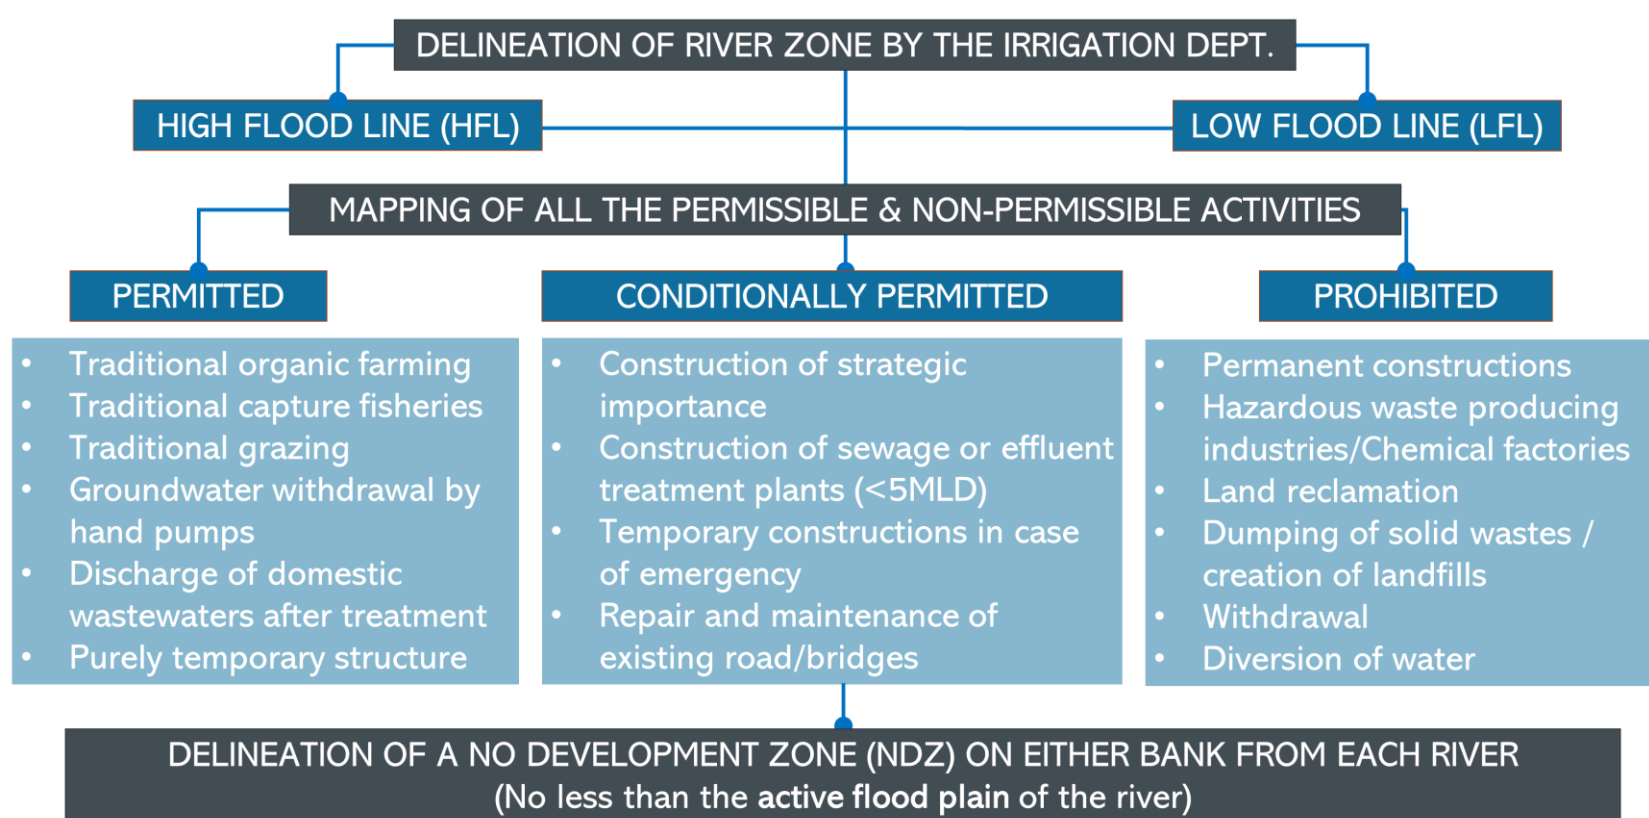 DELINEATION OF RIVER ZONE BY THE IRRIGATION DEPT.
HIGH FLOOD LINE (HFL)
LOW FLOOD LINE (LFL)
MAPPING OF ALL THE PERMISSIBLE & NON-PERMISSIBLE ACTIVITIES
PERMITTED
• Traditional organic farming
• Traditional capture fisheries
• Traditional grazing
• Groundwater withdrawal by
hand pumps
• Discharge of domestic
wastewaters after treatment
• Purely temporary structure
CONDITIONALLY PERMITTED
• Construction of strategic
importance
• Construction of sewage or effluent
treatment plants (<5MLD)
• Temporary constructions in case
of emergency
• Repair and maintenance of
existing road/bridges
PROHIBITED
• Permanent constructions
• Hazardous waste producing
industries/Chemical factories
• Land reclamation
• Dumping of solid wastes /
creation of landfills
• Withdrawal
• Diversion of water
DELINEATION OF A NO DEVELOPMENT ZONE (NDZ) ON EITHER BANK FROM EACH RIVER
(No less than the active flood plain of the river)